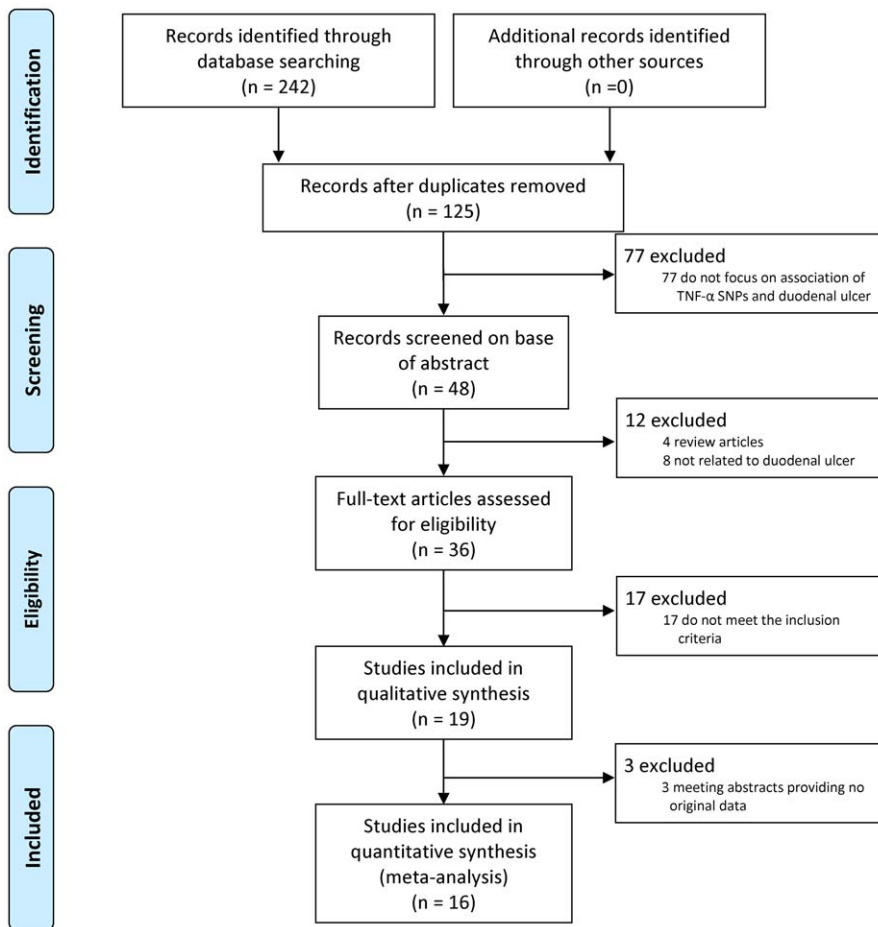 Identification
Records identified through
database searching
(n = 242)
Additional records identified
through other sources
(n =0)
Records after duplicates removed
(n = 125)
Screening
77 excluded
77 do not focus on association of
TNF-α SNPs and duodenal ulcer
Records screened on base
of abstract
(n = 48)
12 excluded
4 review articles
8 not related to duodenal ulcer
Eligibility
Full-text articles assessed
for eligibility
(n = 36)
17 excluded
17 do not meet the inclusion
criteria
Studies included in
qualitative synthesis
(n = 19)
Included
3 excluded
3 meeting abstracts providing no
original data
Studies included in
quantitative synthesis
(meta-analysis)
(n = 16)